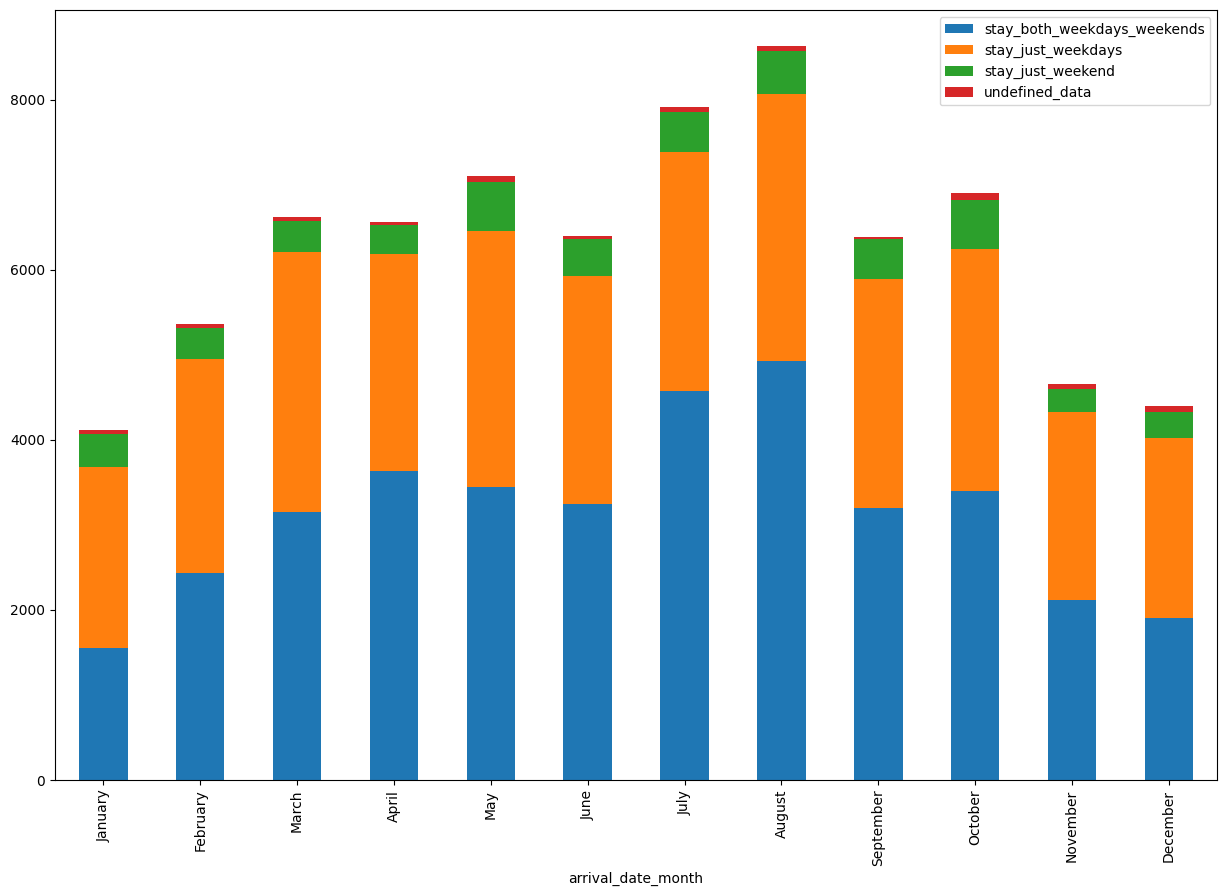 stay_both_weekdays_weekends
stay_just_weekdays
stay_just_weekend
undefined_data
8000
6000
4000
2000
0
January
February
March
April
May
June
July
August
September
October
November
December
arrival_date_month